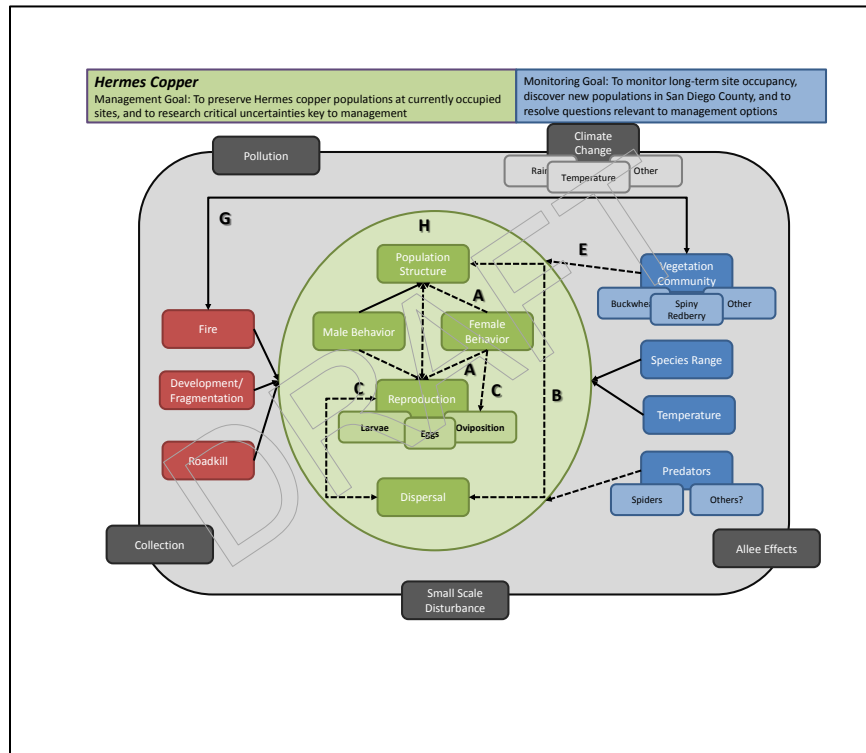 Hermes Copper
Management Goal: To preserve Hermes copper populations at currently occupied
sites, and to research critical uncertainties key to management
Monitoring Goal: To monitor long-term site occupancy,
discover new populations in San Diego County, and to
resolve questions relevant to management options
Pollution
Climate
Change
Rain
Temperature
Other
G
H
E
Population
Structure
A
Vegetation
Community
Buckwhe
Spiny
Redberry
Other
Fire
Male Behavior
Female
Behavior
Species Range
A
C
C
B
Development/
Fragmentation
Reproduction
Larvae
Eggs
Oviposition
Temperature
Roadkill
Dispersal
Predators
Spiders
Others?
Collection
Allee Effects
Small Scale
Disturbance
DRAFT